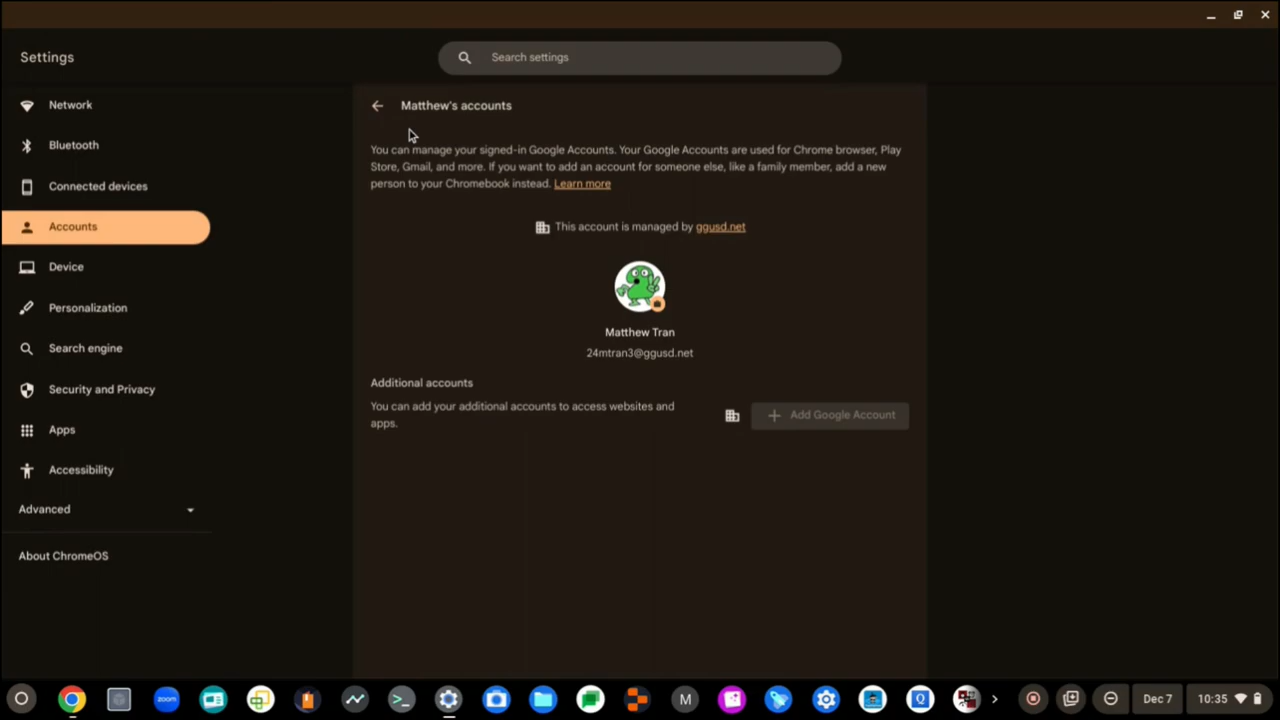 Settings
Search settings
Network
Bluetooth
Connected devices
Accounts
Device
Personalization
Search engine
Security and Privacy
Apps
Accessibility
Advanced
About ChromeOS
Matthew's accounts
You can manage your signed-in Google Accounts. Your Google Accounts are used for Chrome browser, Play
Store, Gmail, and more. If you want to add an account for someone else, like a family member, add a new
person to your Chromebook instead. Learn more
This account is managed by ggusd.net
Matthew Tran
24mtran3@ggusd.net
Additional accounts
You can add your additional accounts to access websites and
apps.
Add Google Account
zoom
M
Q
Dec 7
10:35